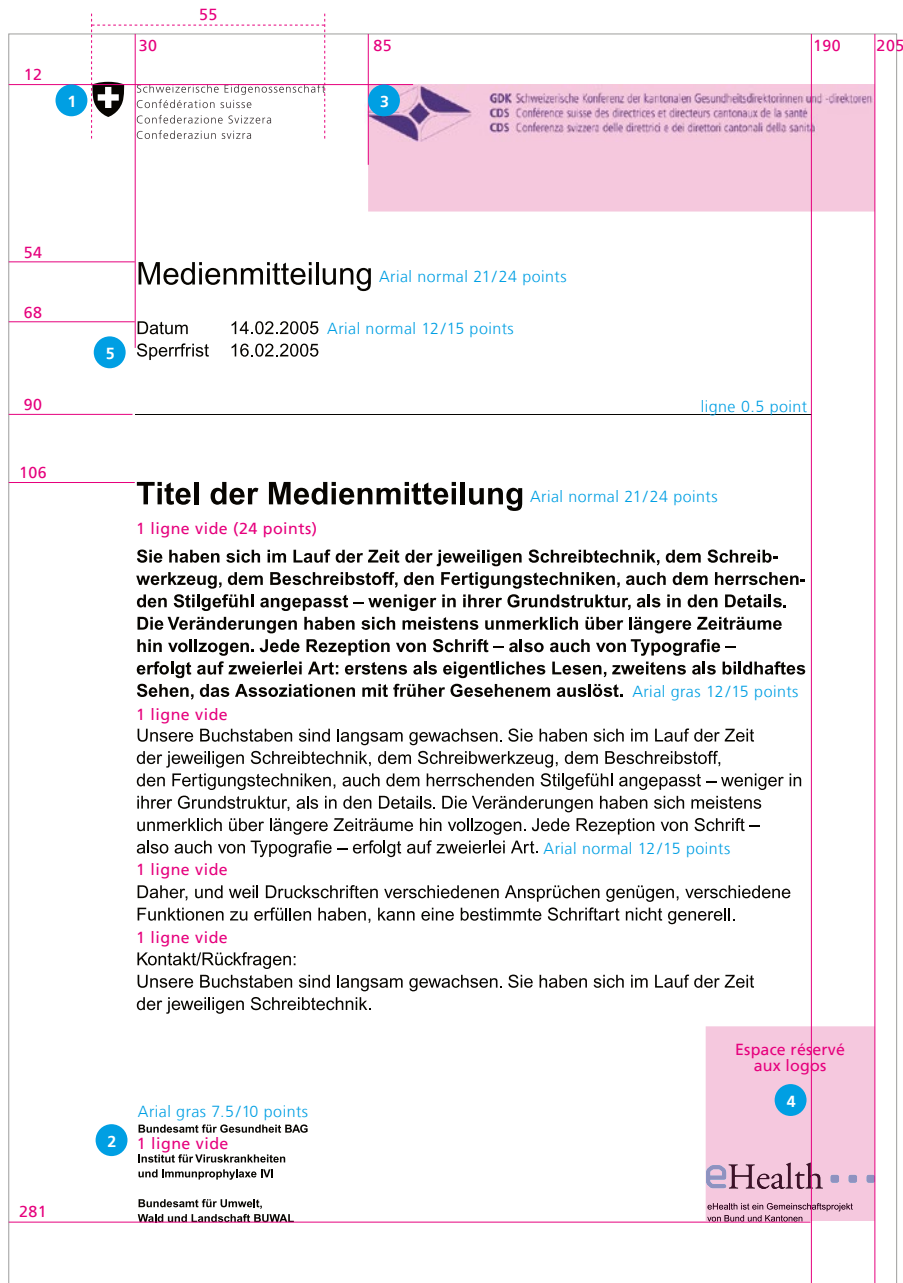 55
30
85
190
205
12
1
Schweizerische Eidgenossenschaft
Confédération suisse
Confederazione Svizzera
Confederaziun svizra
3
GDK Schweizerische Konferenz der kantonalen Gesundheitsdirektorinnen und -direktoren
CDS Conférence suisse des directrices et directeurs cantonaux de la santé
CDS Conferenza svizzera delle direttrici e dei direttori cantonali della sanità
54
Medienmitteilung Arial normal 21/24 points
68
Datum 14.02.2005 Arial normal 12/15 points
5
Sperrfrist 16.02.2005
90
ligne 0.5 point
106
Titel der Medienmitteilung Arial normal 21/24 points
1 ligne vide (24 points)
Sie haben sich im Lauf der Zeit der jeweiligen Schreibtechnik, dem Schreib-
werkzeug, dem Beschreibstoff, den Fertigungstechniken, auch dem herrschen-
den Stilgefühl angepasst – weniger in ihrer Grundstruktur, als in den Details.
Die Veränderungen haben sich meistens unmerklich über längere Zeiträume
hin vollzogen. Jede Rezeption von Schrift – also auch von Typografie –
erfolgt auf zweierlei Art: erstens als eigentliches Lesen, zweitens als bildhaftes
Sehen, das Assoziationen mit früher Gesehenem auslöst. Arial gras 12/15 points
1 ligne vide
Unsere Buchstaben sind langsam gewachsen. Sie haben sich im Lauf der Zeit
der jeweiligen Schreibtechnik, dem Schreibwerkzeug, dem Beschreibstoff,
den Fertigungstechniken, auch dem herrschenden Stilgefühl angepasst – weniger in
ihrer Grundstruktur, als in den Details. Die Veränderungen haben sich meistens
unmerklich über längere Zeiträume hin vollzogen. Jede Rezeption von Schrift –
also auch von Typografie – erfolgt auf zweierlei Art. Arial normal 12/15 points
1 ligne vide
Daher, und weil Druckschriften verschiedenen Ansprüchen genügen, verschiedene
Funktionen zu erfüllen haben, kann eine bestimmte Schriftart nicht generell.
1 ligne vide
Kontakt/Rückfragen:
Unsere Buchstaben sind langsam gewachsen. Sie haben sich im Lauf der Zeit
der jeweiligen Schreibtechnik.
Espace réservé
aux logos
4
Arial gras 7.5/10 points
Bundesamt für Gesundheit BAG
2
1 ligne vide
Institut für Viruskrankheiten
und Immunprophylaxe IVI
Bundesamt für Umwelt,
Wald und Landschaft BUWAL
281
eHealth
eHealth ist ein Gemeinschaftsprojekt
von Bund und Kantonen